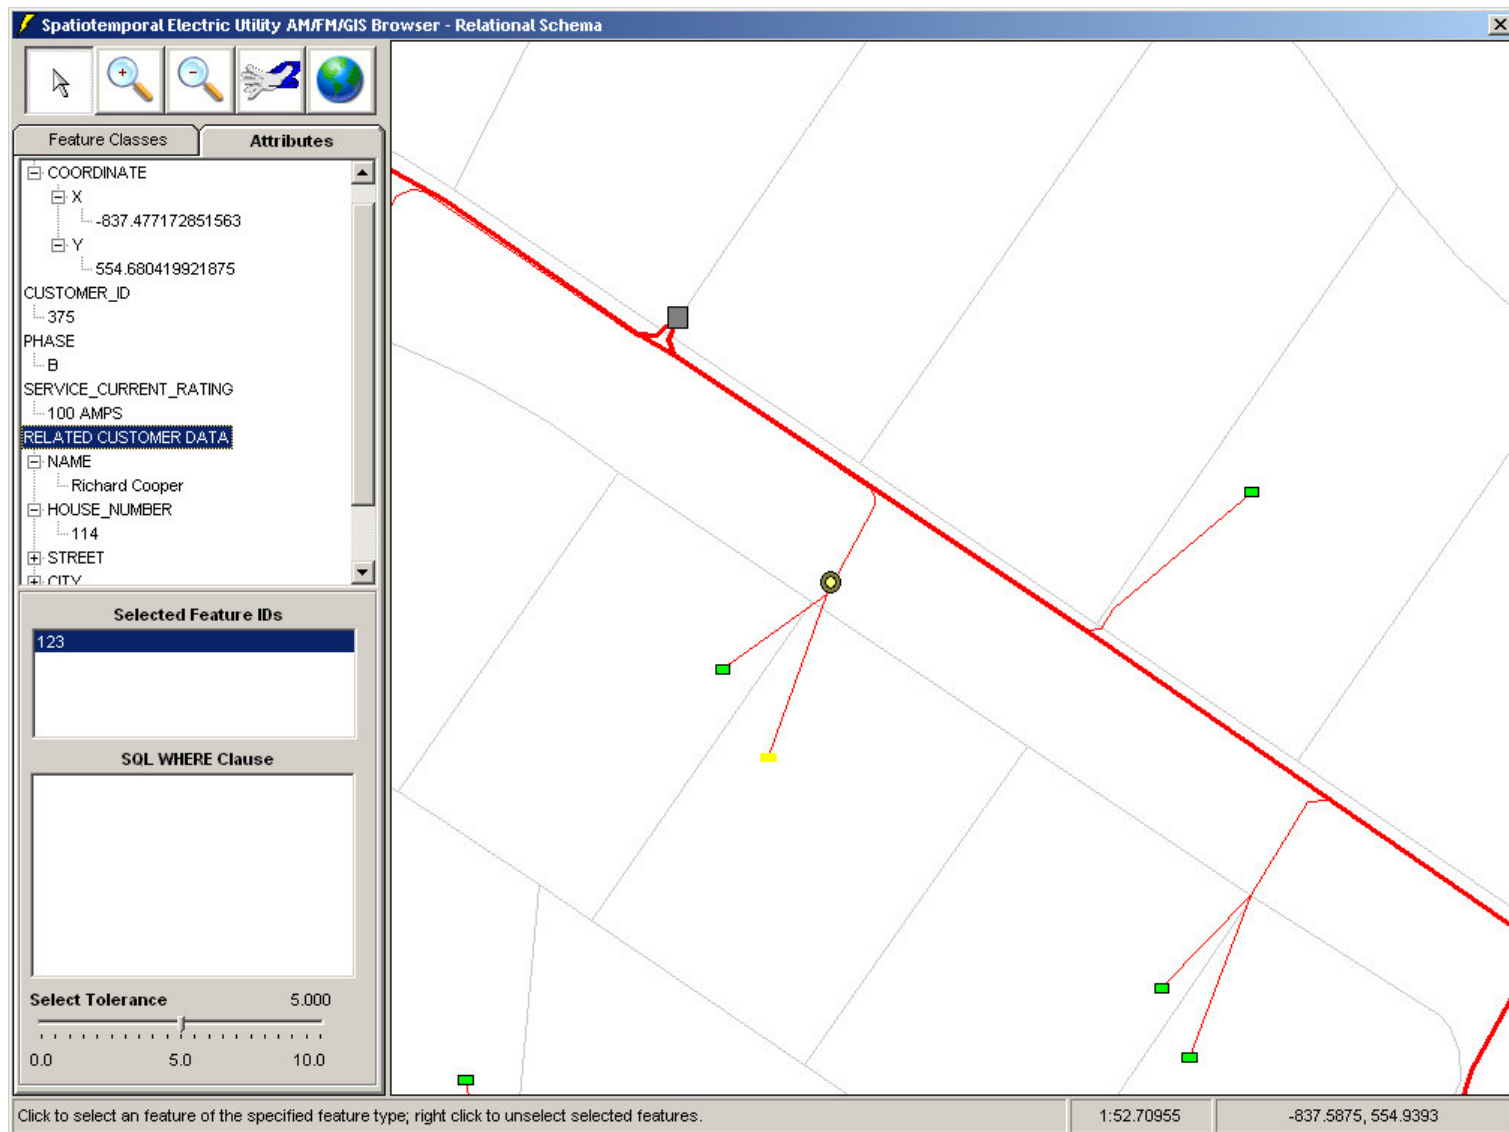 Spatiotemporal Electric Utility AM/FM/GIS Browser - Relational Schema
Feature Classes
Attributes
COORDINATE
X
-837.477172851563
Y
554.680419921875
CUSTOMER_ID
375
PHASE
B
SERVICE_CURRENT_RATING
100 AMPS
RELATED CUSTOMER DATA
NAME
Richard Cooper
HOUSE_NUMBER
114
STREET
CITY
Selected Feature IDs
123
SQL WHERE Clause
Select Tolerance 5.000
0.0 5.0 10.0
Click to select an feature of the specified feature type; right click to unselect selected features.
1:52.70955
-837.5875, 554.9393